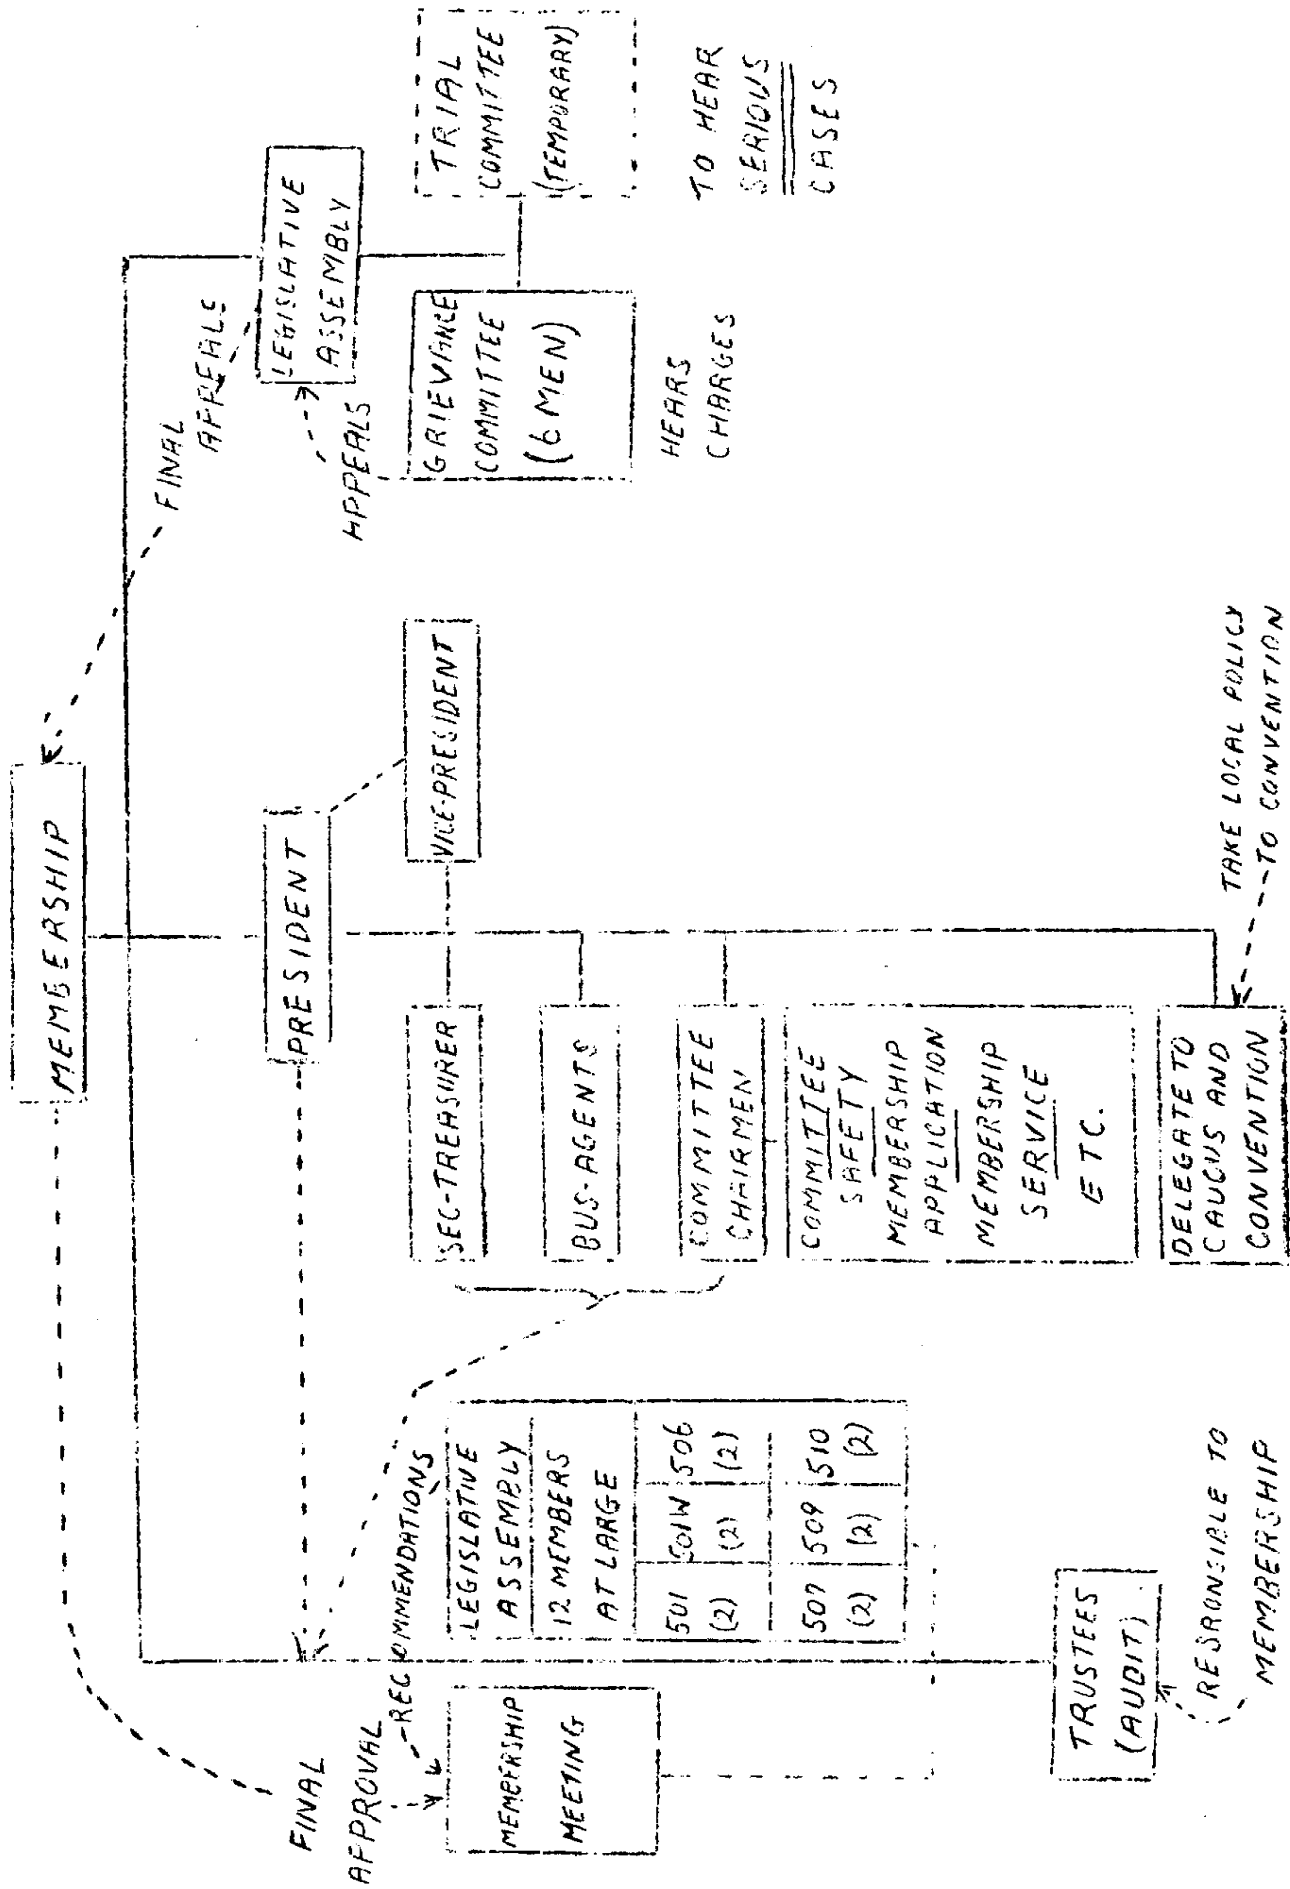 MEMBERSHIP
FINAL
APPEALS
PRESIDENT
LEGISLATIVE
ASSEMBLY
FINAL
APPROVAL
RECOMMENDATIONS
APPEALS
MEMBERSHIP
MEETING
LEGISLATIVE
ASSEMBLY
12 MEMBERS
AT LARGE
501 501W 506
(2) (2) (2)
507 509 510
(2) (2) (2)
SEC-TREASURER
VICE-PRESIDENT
BUS-AGENTS
COMMITTEE
CHAIRMEN
COMMITTEE
SAFETY
MEMBERSHIP
APPLICATION
MEMBERSHIP
SERVICE
ETC.
DELEGATE TO
CAUCUS AND
CONVENTION
TAKE LOCAL POLICY
TO CONVENTION
GRIEVANCE
COMMITTEE
(6 MEN)
HEARS
CHARGES
TRIAL
COMMITTEE
(TEMPORARY)
TO HEAR
SERIOUS
CASES
TRUSTEES
(AUDIT)
RESPONSIBLE TO
MEMBERSHIP